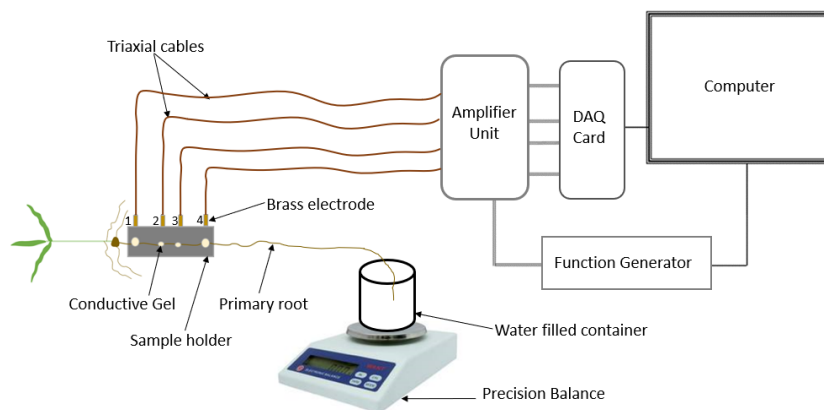 Triaxial cables
Amplifier
Unit
DAQ
Card
Computer
1
2
3
4
Brass electrode
Function Generator
Conductive Gel
Primary root
Sample holder
Water filled container
Precision Balance